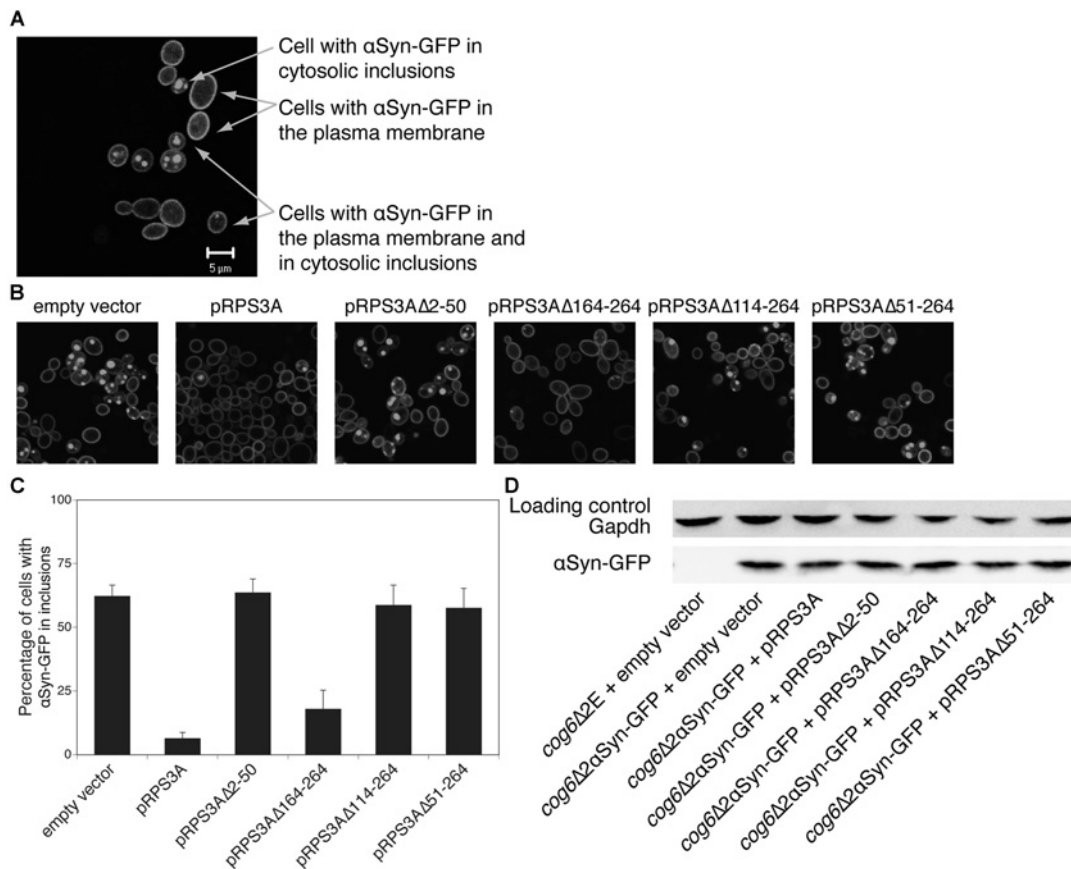 A
Cell with αSyn-GFP in
cytosolic inclusions
Cells with αSyn-GFP in
the plasma membrane
Cells with αSyn-GFP in
the plasma membrane and
in cytosolic inclusions
5 µm
B
empty vector
pRPS3A
pRPS3AΔ2-50
pRPS3AΔ164-264
pRPS3AΔ114-264
pRPS3AΔ51-264
C
Percentage of cells with
αSyn-GFP in inclusions
100
75
50
25
0
empty vector
pRPS3A
pRPS3AΔ2-50
pRPS3AΔ164-264
pRPS3AΔ114-264
pRPS3AΔ51-264
D
Loading control
Gapdh
αSyn-GFP
cog6Δ2E + empty vector
cog6Δ2αSyn-GFP + empty vector
cog6Δ2αSyn-GFP + pRPS3A
cog6Δ2αSyn-GFP + pRPS3AΔ2-50
cog6Δ2αSyn-GFP + pRPS3AΔ164-264
cog6Δ2αSyn-GFP + pRPS3AΔ114-264
cog6Δ2αSyn-GFP + pRPS3AΔ51-264